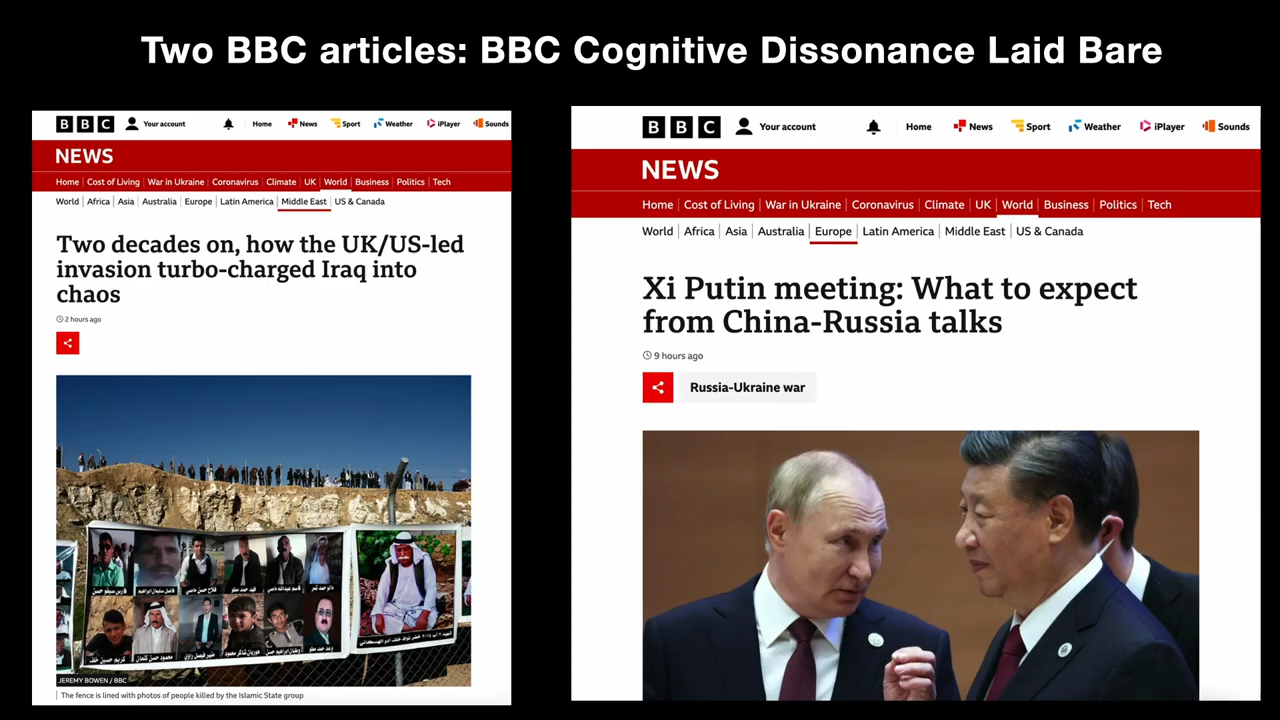 Two BBC articles: BBC Cognitive Dissonance Laid Bare
BBC Your account Home News Sport Weather iPlayer Sounds
NEWS
Home Cost of Living War in Ukraine Coronavirus Climate UK World Business Politics Tech
World Africa Asia Australia Europe Latin America Middle East US & Canada
Two decades on, how the UK/US-led
invasion turbo-charged Iraq into
chaos
2 hours ago
JEREMY BOWEN / BBC
The fence is lined with photos of people killed by the Islamic State group
BBC Your account Home News Sport Weather iPlayer Sounds
NEWS
Home Cost of Living War in Ukraine Coronavirus Climate UK World Business Politics Tech
World Africa Asia Australia Europe Latin America Middle East US & Canada
Xi Putin meeting: What to expect
from China-Russia talks
9 hours ago
Russia-Ukraine war